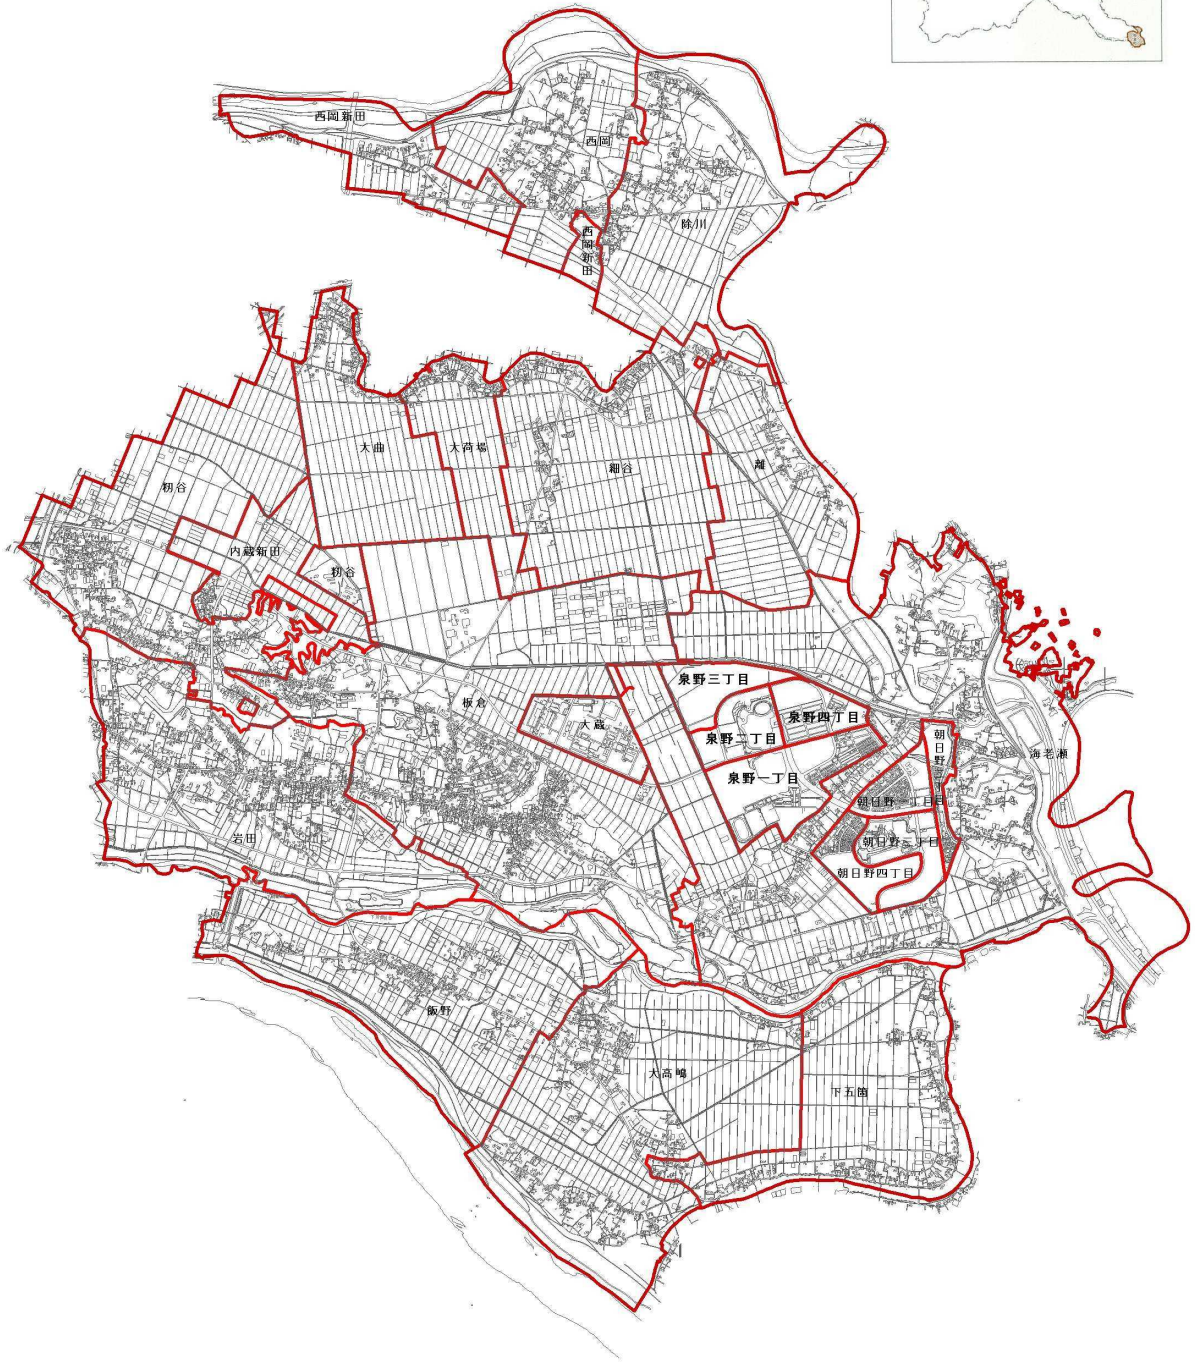 西岡新田
西岡
除川
西岡新田
大曲
大荷場
細谷
離
籾谷
内蔵新田
籾谷
板倉
大蔵
泉野三丁目
泉野四丁目
泉野二丁目
泉野一丁目
海老瀬
朝日野一丁目
朝日野三丁目
朝日野四丁目
岩田
飯野
大高嶋
下五箇